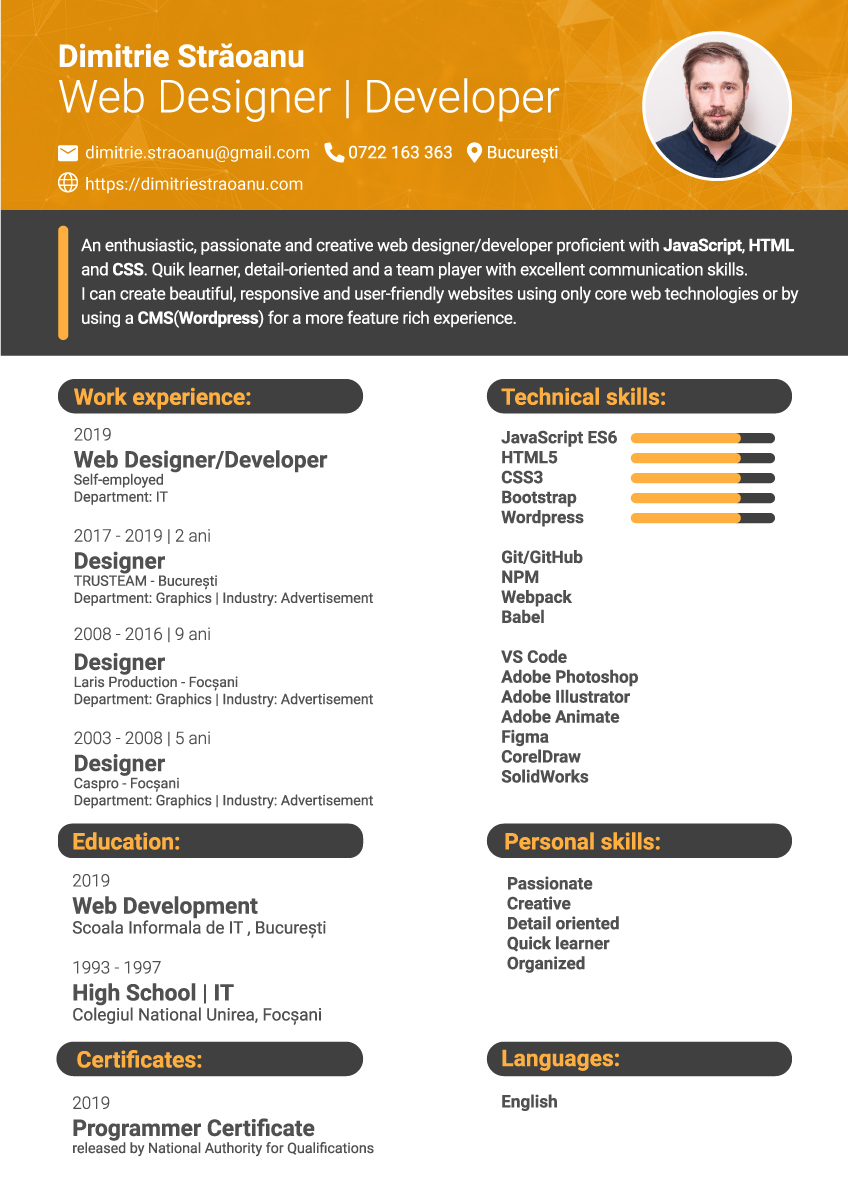 Dimitrie Străoanu
Web Designer | Developer
dimitrie.straoanu@gmail.com 0722 163 363 București
https://dimitriestraoanu.com
An enthusiastic, passionate and creative web designer/developer proficient with JavaScript, HTML
and CSS. Quik learner, detail-oriented and a team player with excellent communication skills.
I can create beautiful, responsive and user-friendly websites using only core web technologies or by
using a CMS(Wordpress) for a more feature rich experience.
Work experience:
2019
Web Designer/Developer
Self-employed
Department: IT
2017 - 2019 | 2 ani
Designer
TRUSTEAM - București
Department: Graphics | Industry: Advertisement
2008 - 2016 | 9 ani
Designer
Laris Production - Focșani
Department: Graphics | Industry: Advertisement
2003 - 2008 | 5 ani
Designer
Caspro - Focșani
Department: Graphics | Industry: Advertisement
Education:
2019
Web Development
Scoala Informala de IT , București
1993 - 1997
High School | IT
Colegiul National Unirea, Focșani
Certificates:
2019
Programmer Certificate
released by National Authority for Qualifications
Technical skills:
JavaScript ES6
HTML5
CSS3
Bootstrap
Wordpress
Git/GitHub
NPM
Webpack
Babel
VS Code
Adobe Photoshop
Adobe Illustrator
Adobe Animate
Figma
CorelDraw
SolidWorks
Personal skills:
Passionate
Creative
Detail oriented
Quick learner
Organized
Languages:
English